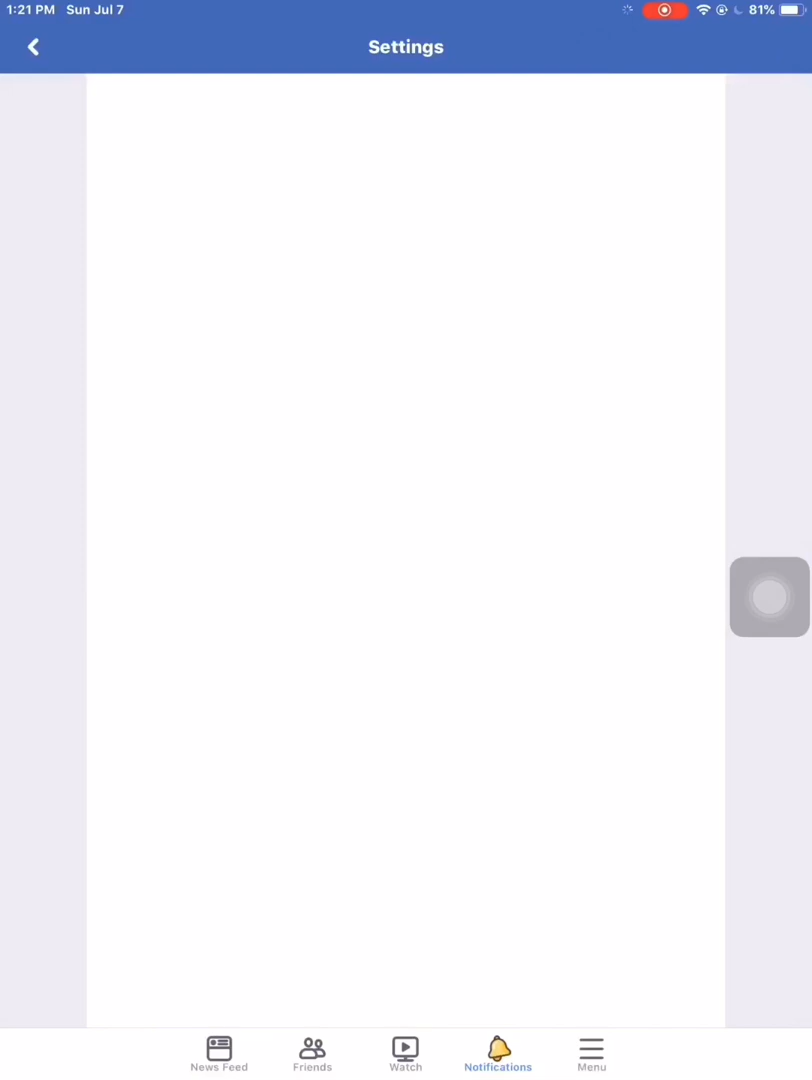 1:21 PM Sun Jul 7 81%
Settings
News Feed Friends Watch Notifications Menu